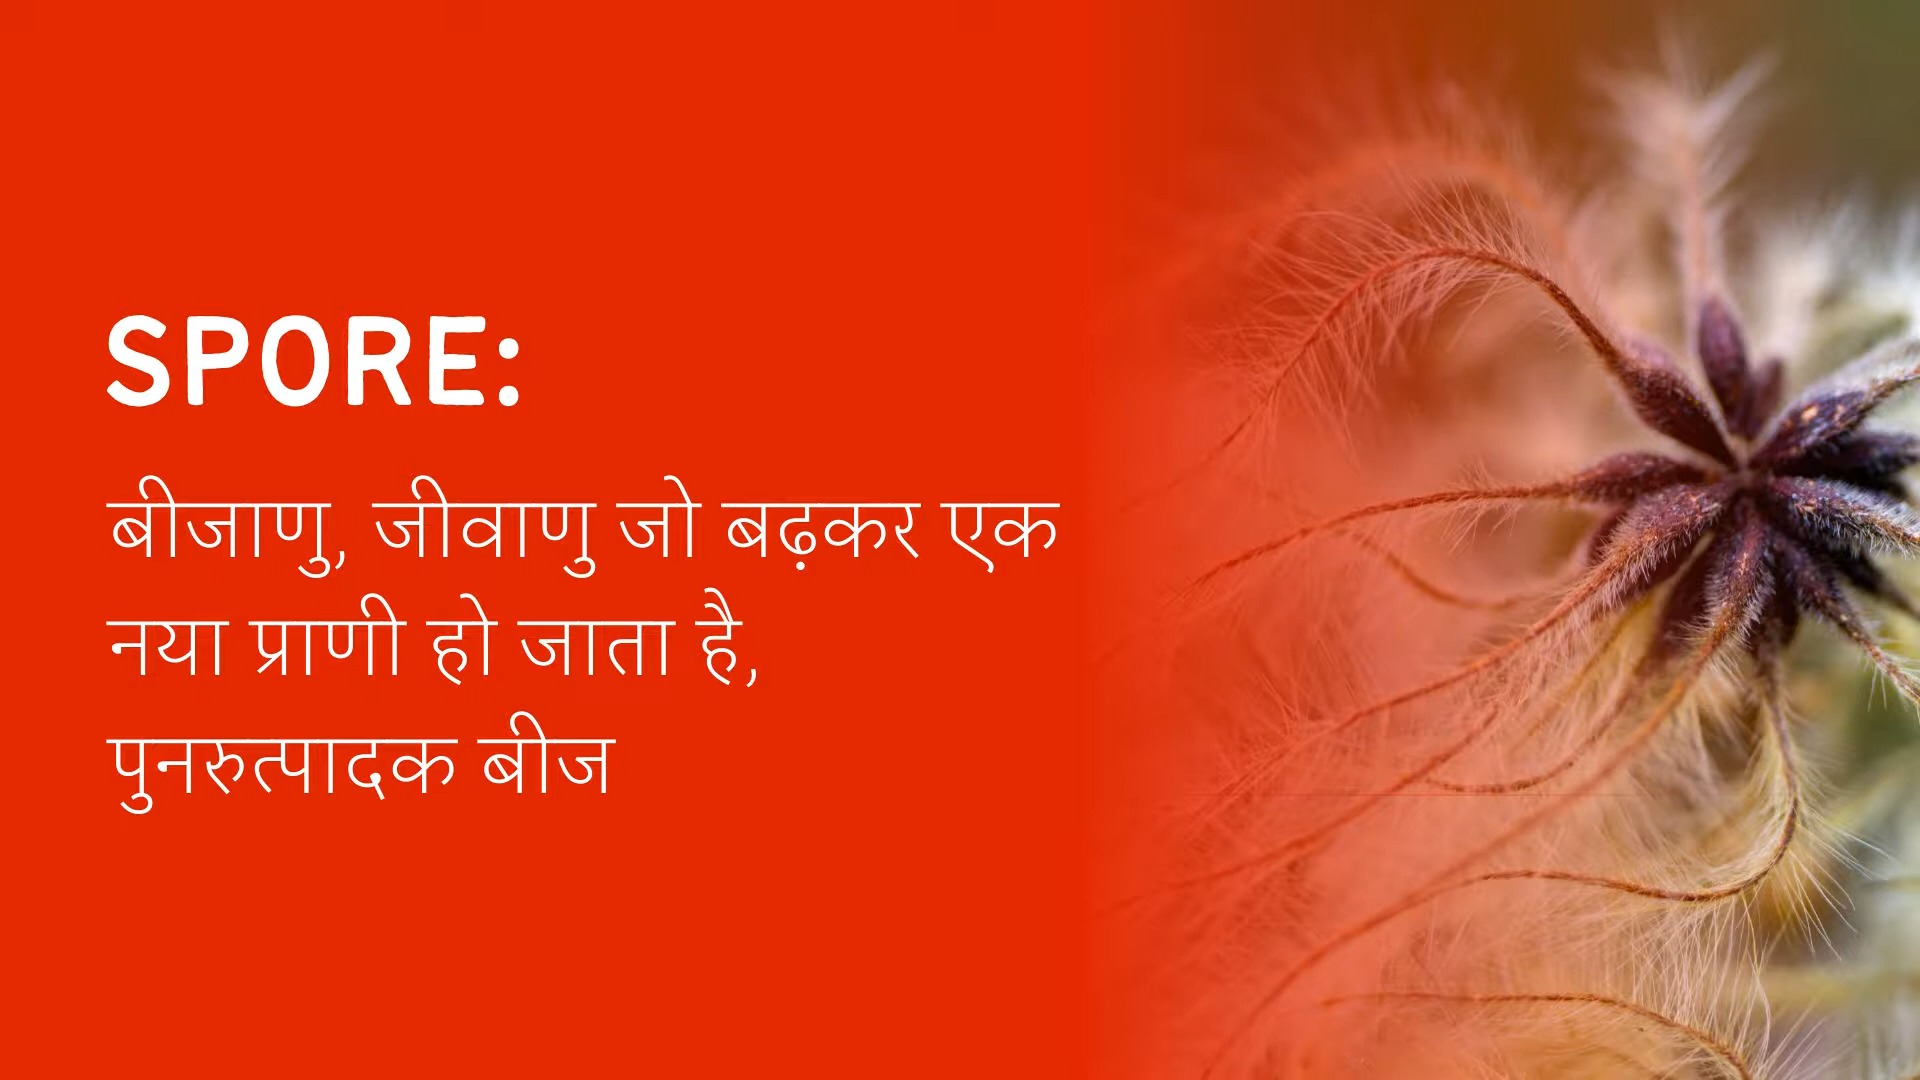 SPORE:
बीजाणु, जीवाणु जो बढ़कर एक
नया प्राणी हो जाता है,
पुनरुत्पादक बीज